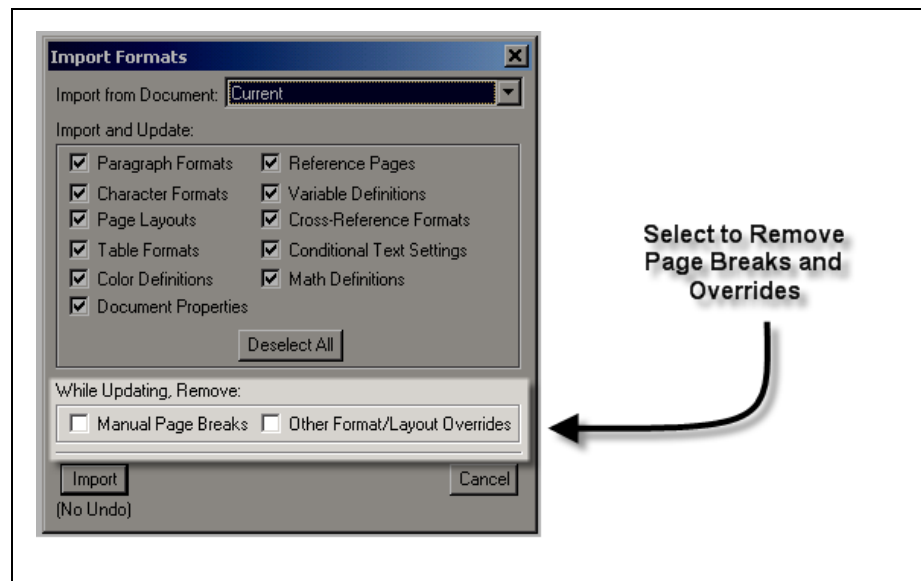 Import Formats
Import from Document: Current
Import and Update:
Paragraph Formats Reference Pages
Character Formats Variable Definitions
Page Layouts Cross-Reference Formats
Table Formats Conditional Text Settings
Color Definitions Math Definitions
Document Properties
Deselect All
While Updating, Remove:
Manual Page Breaks Other Format/Layout Overrides
Import Cancel
(No Undo)
Select to Remove
Page Breaks and
Overrides